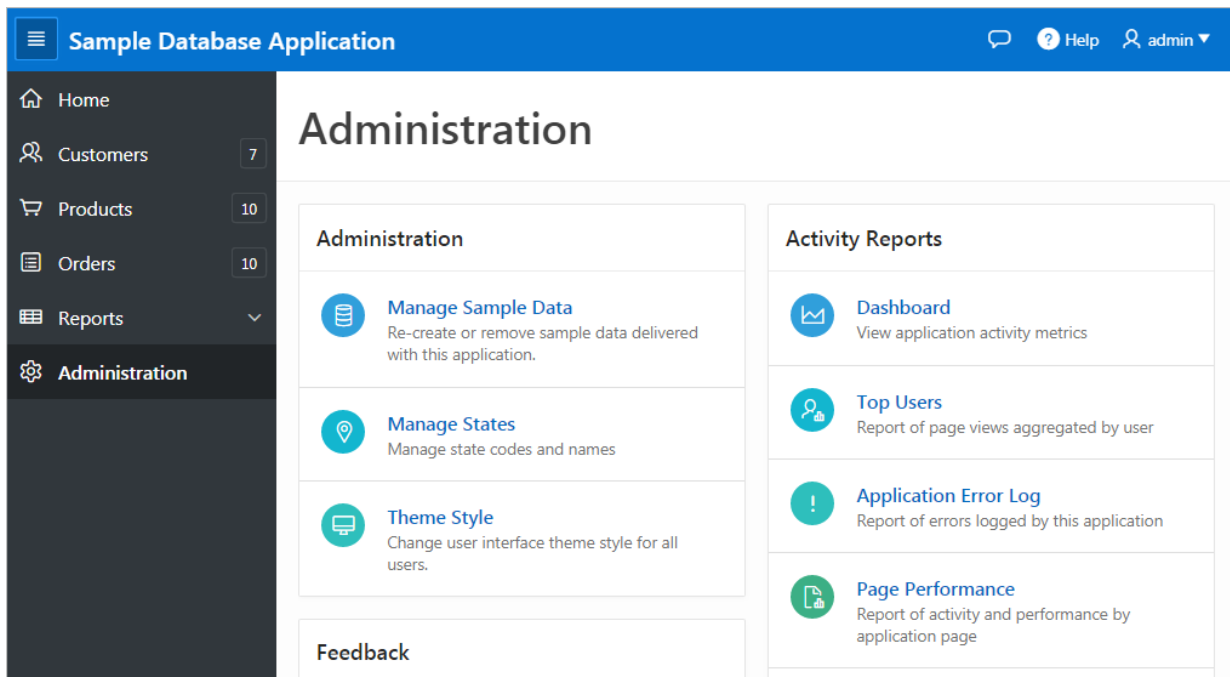 Sample Database Application
? Help
admin
Home
Customers 7
Products 10
Orders 10
Reports
Administration
Administration
Administration
Manage Sample Data
Re-create or remove sample data delivered
with this application.
Manage States
Manage state codes and names
Theme Style
Change user interface theme style for all
users.
Feedback
Activity Reports
Dashboard
View application activity metrics
Top Users
Report of page views aggregated by user
! Application Error Log
Report of errors logged by this application
Page Performance
Report of activity and performance by
application page